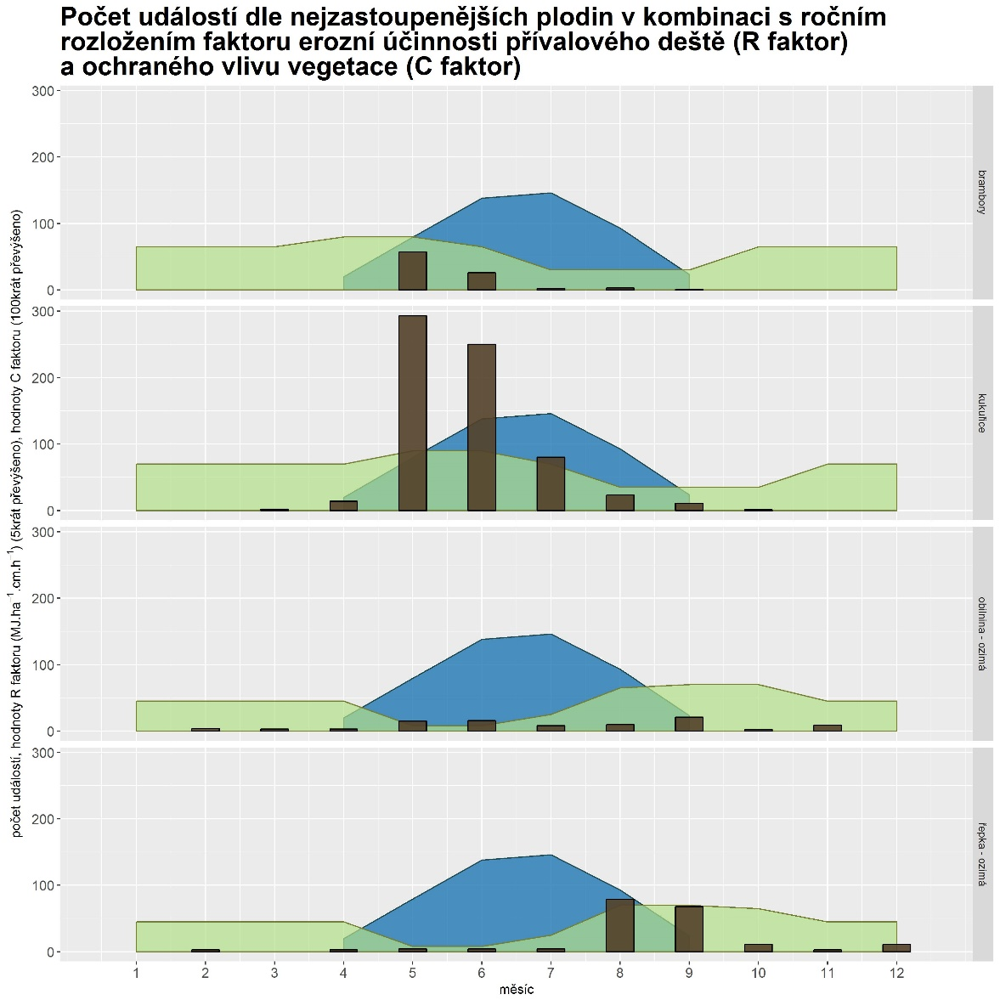 Počet událostí dle nejzastoupenějších plodin v kombinaci s ročním
rozložením faktoru erozní účinnosti přívalového deště (R faktor)
a ochraného vlivu vegetace (C faktor)
počet událostí, hodnoty R faktoru (MJ.ha⁻¹.cm.h⁻¹) (5krát převýšeno), hodnoty C faktoru (100krát převýšeno)
300
200
100
0
brambory
300
200
100
0
kukuřice
300
200
100
0
obilnina - ozimá
300
200
100
0
řepka - ozimá
1 2 3 4 5 6 7 8 9 10 11 12
měsíc